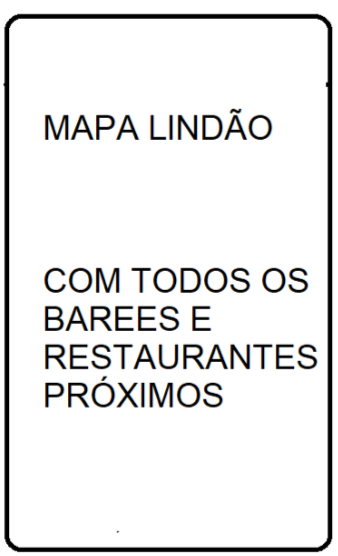 MAPA LINDÃO
COM TODOS OS
BAREES E
RESTAURANTES
PRÓXIMOS